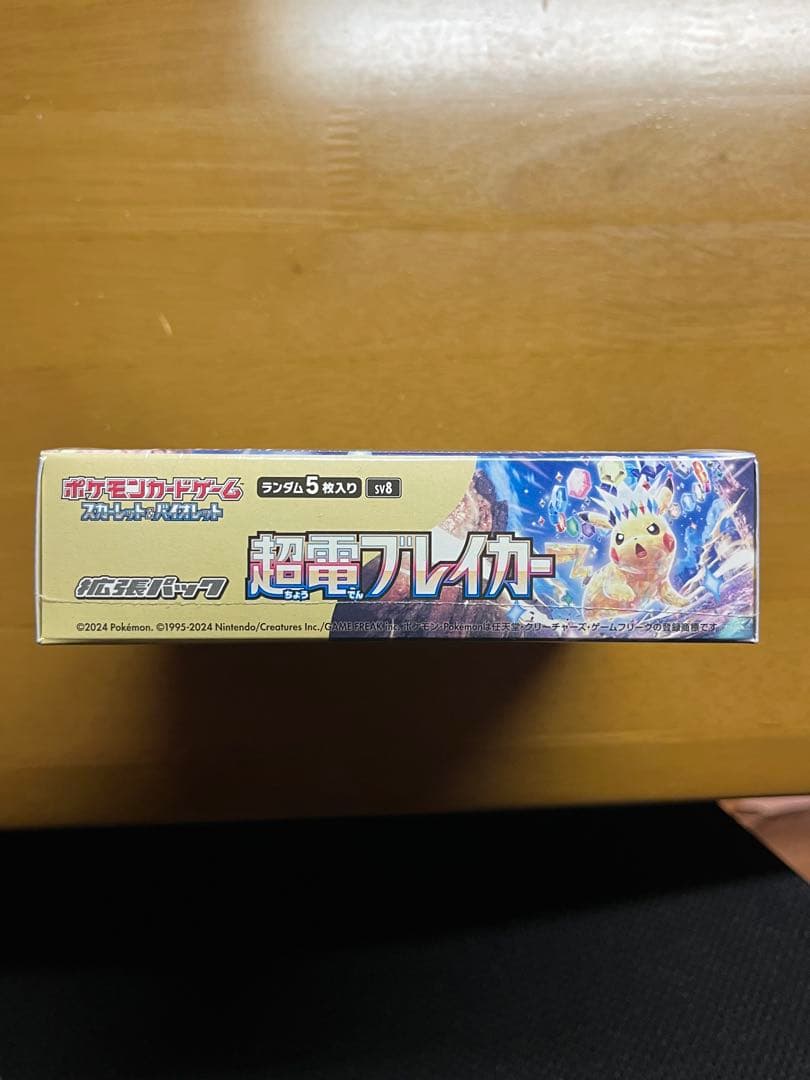 ポケモンカードゲーム
スカーレット&バイオレット
ランダム5枚入り SV8
超電ブレイカー
ちょう でん
拡張パック
©2024 Pokémon. ©1995-2024 Nintendo/Creatures Inc./GAME FREAK inc. ポケモン・Pokémonは任天堂・クリーチャーズ・ゲームフリークの登録商標です